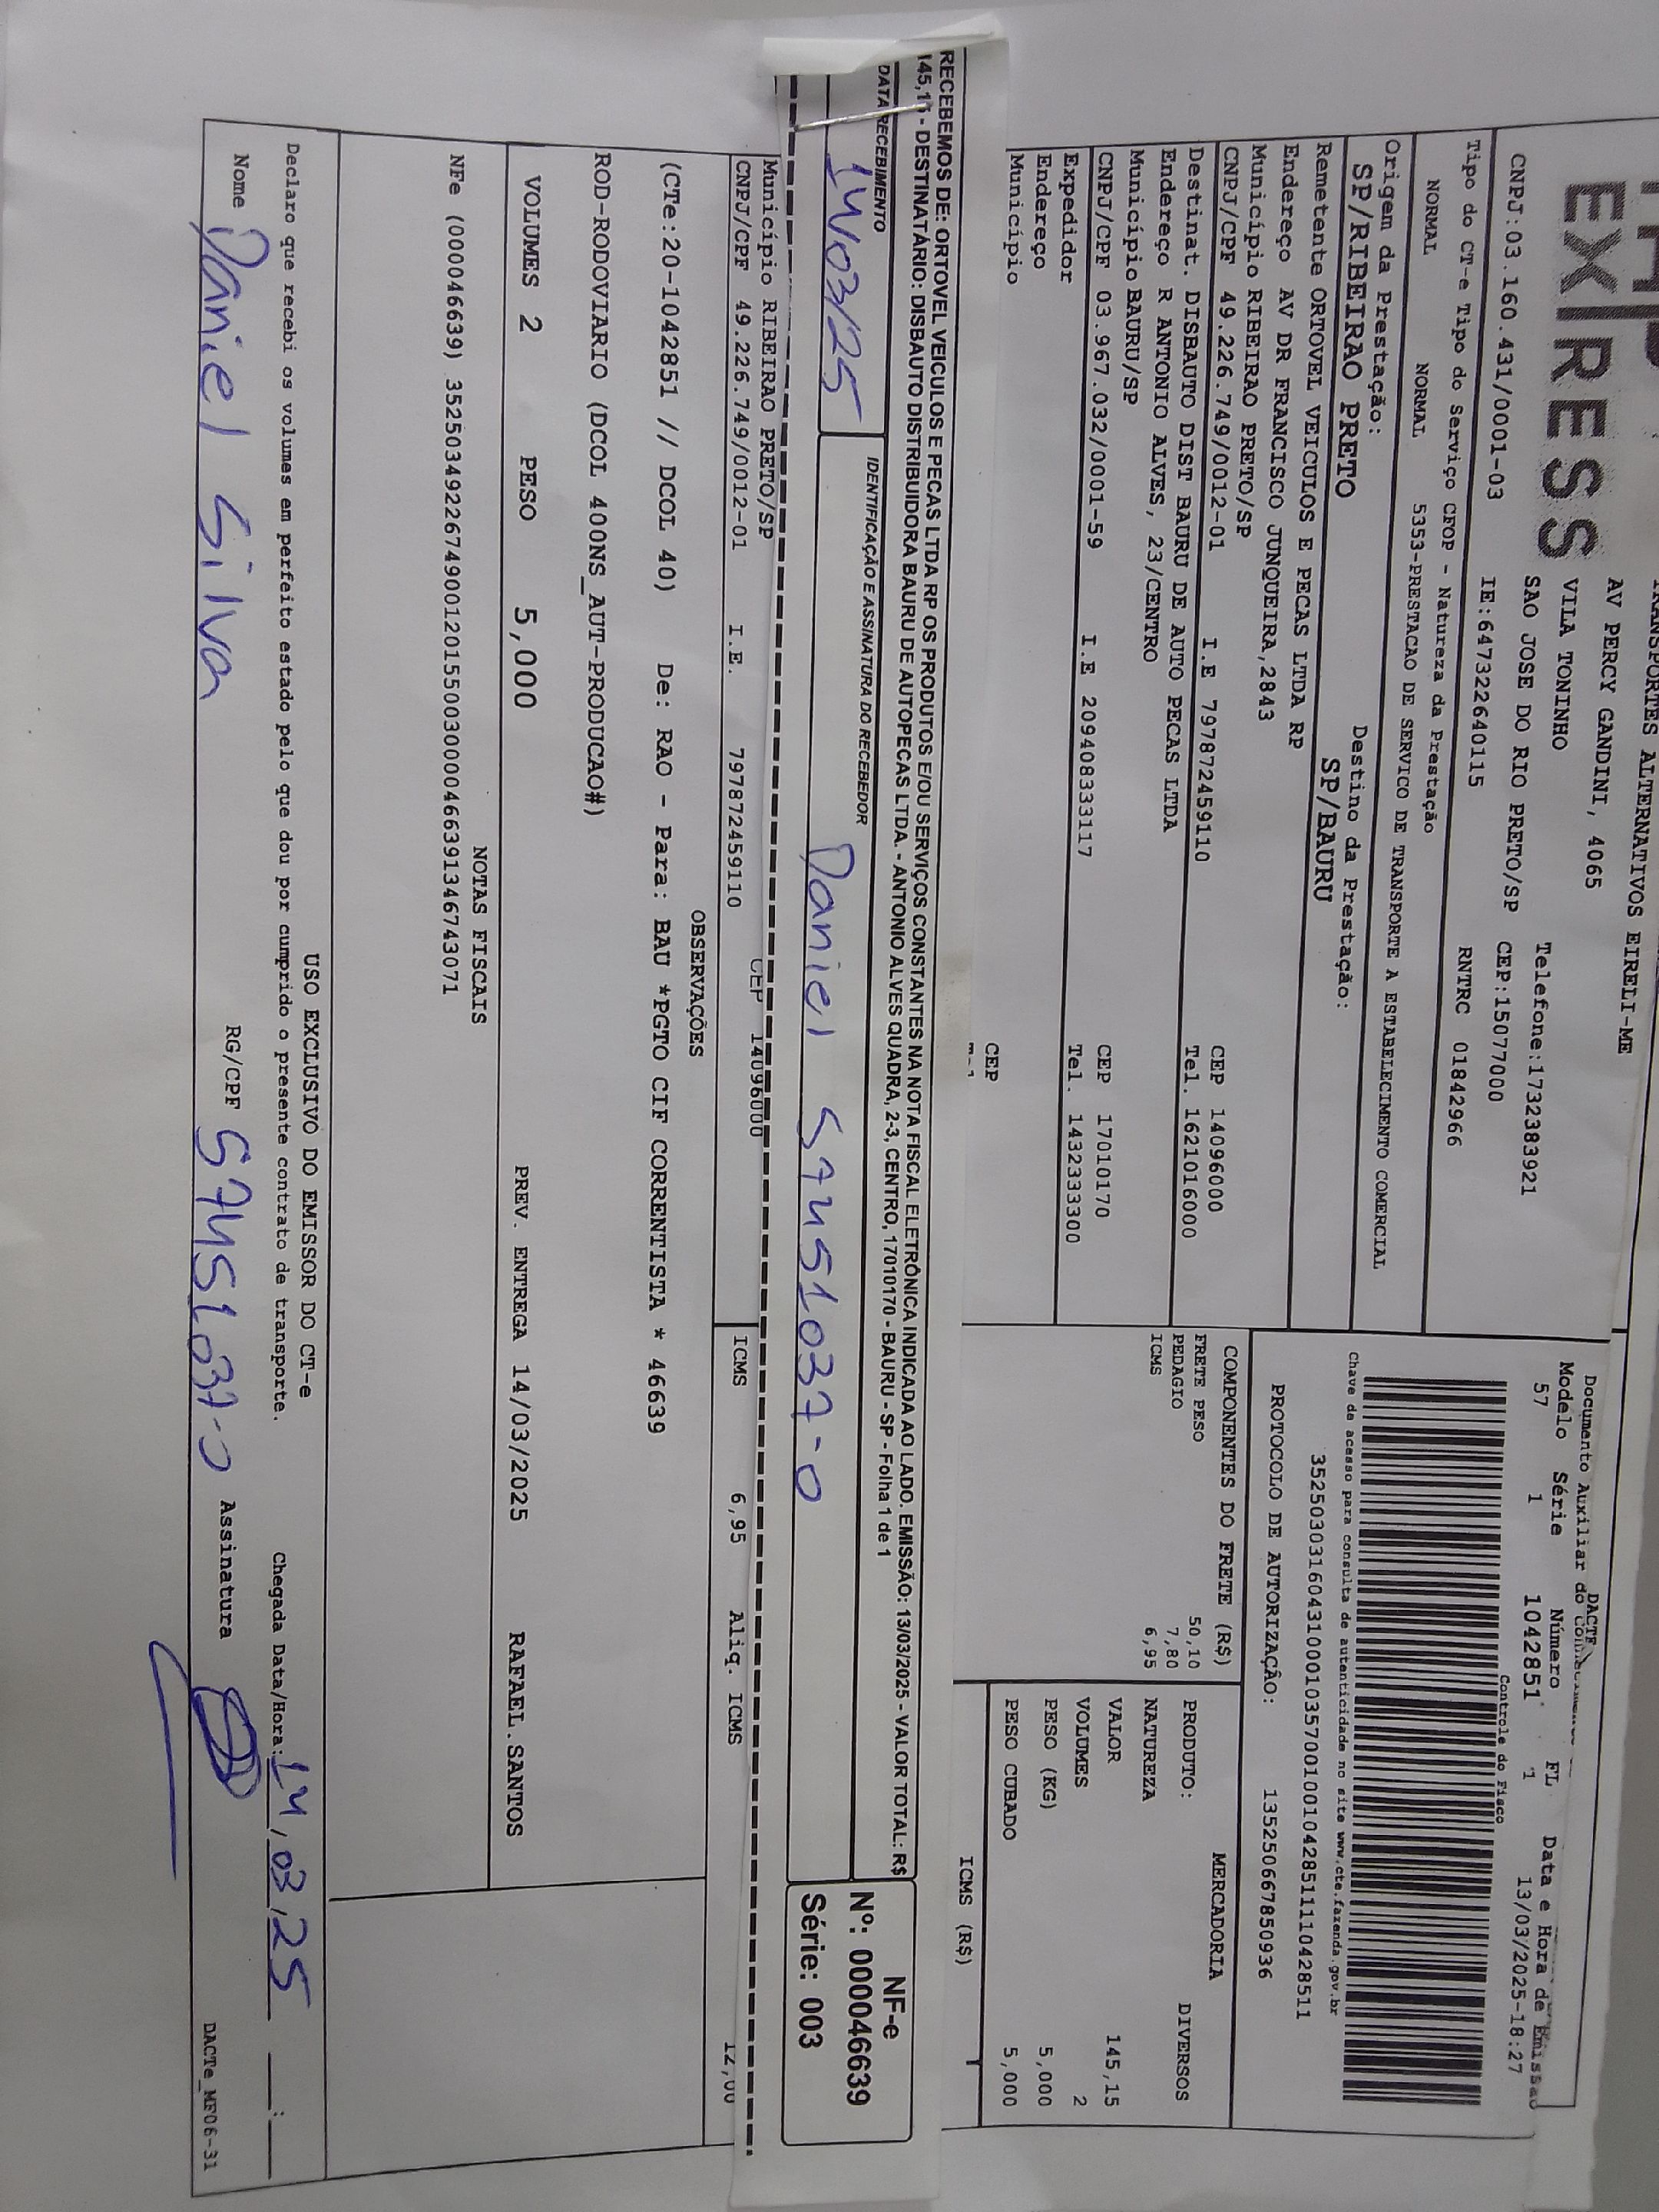 EXPRESS
TRANSPORTES ALTERNATIVOS EIRELI-ME
AV PERCY GANDINI, 4065
VILA TONINHO
SAO JOSE DO RIO PRETO/SP CEP:15077000
Telefone:1732383921
CNPJ:03.160.431/0001-03 IE:647322640115 RNTRC 01842966
Tipo do CT-e Tipo do Serviço CFOP - Natureza da Prestação
NORMAL NORMAL 5353-PRESTACAO DE SERVICO DE TRANSPORTE A ESTABELECIMENTO COMERCIAL
Origem da Prestação: Destino da Prestação:
SP/RIBEIRAO PRETO SP/BAURU
Remetente ORTOVEL VEICULOS E PECAS LTDA RP
Endereço AV DR FRANCISCO JUNQUEIRA,2843
Município RIBEIRAO PRETO/SP CEP 14096000
CNPJ/CPF 49.226.749/0012-01 I.E 797872459110 Tel. 1621016000
Destinat. DISBAUTO DIST BAURU DE AUTO PECAS LTDA
Endereço R ANTONIO ALVES, 23/CENTRO
Município BAURU/SP CEP 17010170
CNPJ/CPF 03.967.032/0001-59 I.E 209408333117 Tel. 1432333300
Expedidor
Endereço
Município CEP
DACTE
Documento Auxiliar do
Modelo Série Número FL Data e Hora de Emissão
57 1 1042851 1 13/03/2025-18:27
Controle do Fisco
Chave de acesso para consulta de autenticidade no site www.cte.fazenda.gov.br
35250303160431000103570010010428511110428511
PROTOCOLO DE AUTORIZAÇÃO: 135250667850936
COMPONENTES DO FRETE (R$)
FRETE PESO 50,10
PEDAGIO 7,80
ICMS 6,95
MERCADORIA
PRODUTO: DIVERSOS
NATUREZA
VALOR 145,15
VOLUMES 2
PESO (KG) 5,000
PESO CUBADO 5,000
ICMS (R$)
RECEBEMOS DE: ORTOVEL VEICULOS E PECAS LTDA RP OS PRODUTOS E/OU SERVIÇOS CONSTANTES NA NOTA FISCAL ELETRÔNICA INDICADA AO LADO. EMISSÃO: 13/03/2025 - VALOR TOTAL: R$
145,15 - DESTINATÁRIO: DISBAUTO DISTRIBUIDORA BAURU DE AUTOPECAS LTDA. - ANTONIO ALVES QUADRA, 2-3, CENTRO, 17010170 - BAURU - SP - Folha 1 de 1
DATA RECEBIMENTO IDENTIFICAÇÃO E ASSINATURA DO RECEBEDOR
14/03/25 Daniel 57451037-0
NF-e
Nº: 000046639
Série: 003
Município RIBEIRAO PRETO/SP CEP 14096000
CNPJ/CPF 49.226.749/0012-01 I.E. 797872459110
ICMS 6,95 Aliq. ICMS 12,00
OBSERVAÇÕES
(CTe:20-1042851 // DCOL 40) De: RAO - Para: BAU *PGTO CIF CORRENTISTA * 46639
ROD-RODOVIARIO (DCOL 400NS_AUT-PRODUCAO#)
VOLUMES 2 PESO 5,000 PREV. ENTREGA 14/03/2025 RAFAEL.SANTOS
NOTAS FISCAIS
NFe (000046639) 35250349226749001201550030000466391346743071
USO EXCLUSIVO DO EMISSOR DO CT-e
Declaro que recebi os volumes em perfeito estado pelo que dou por cumprido o presente contrato de transporte. Chegada Data/Hora: 14,03,25 __:__
Nome Daniel Silva RG/CPF 57451037-0 Assinatura
DACTe_MF06-31